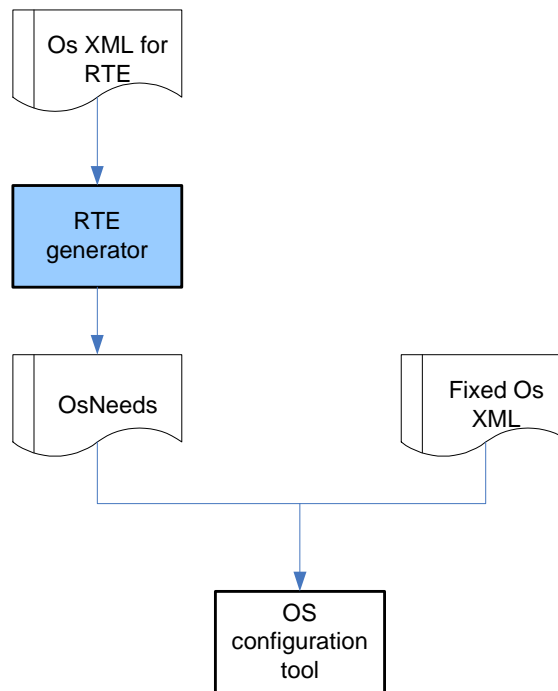 Os XML for
RTE
RTE
generator
OsNeeds
Fixed Os
XML
OS
configuration
tool